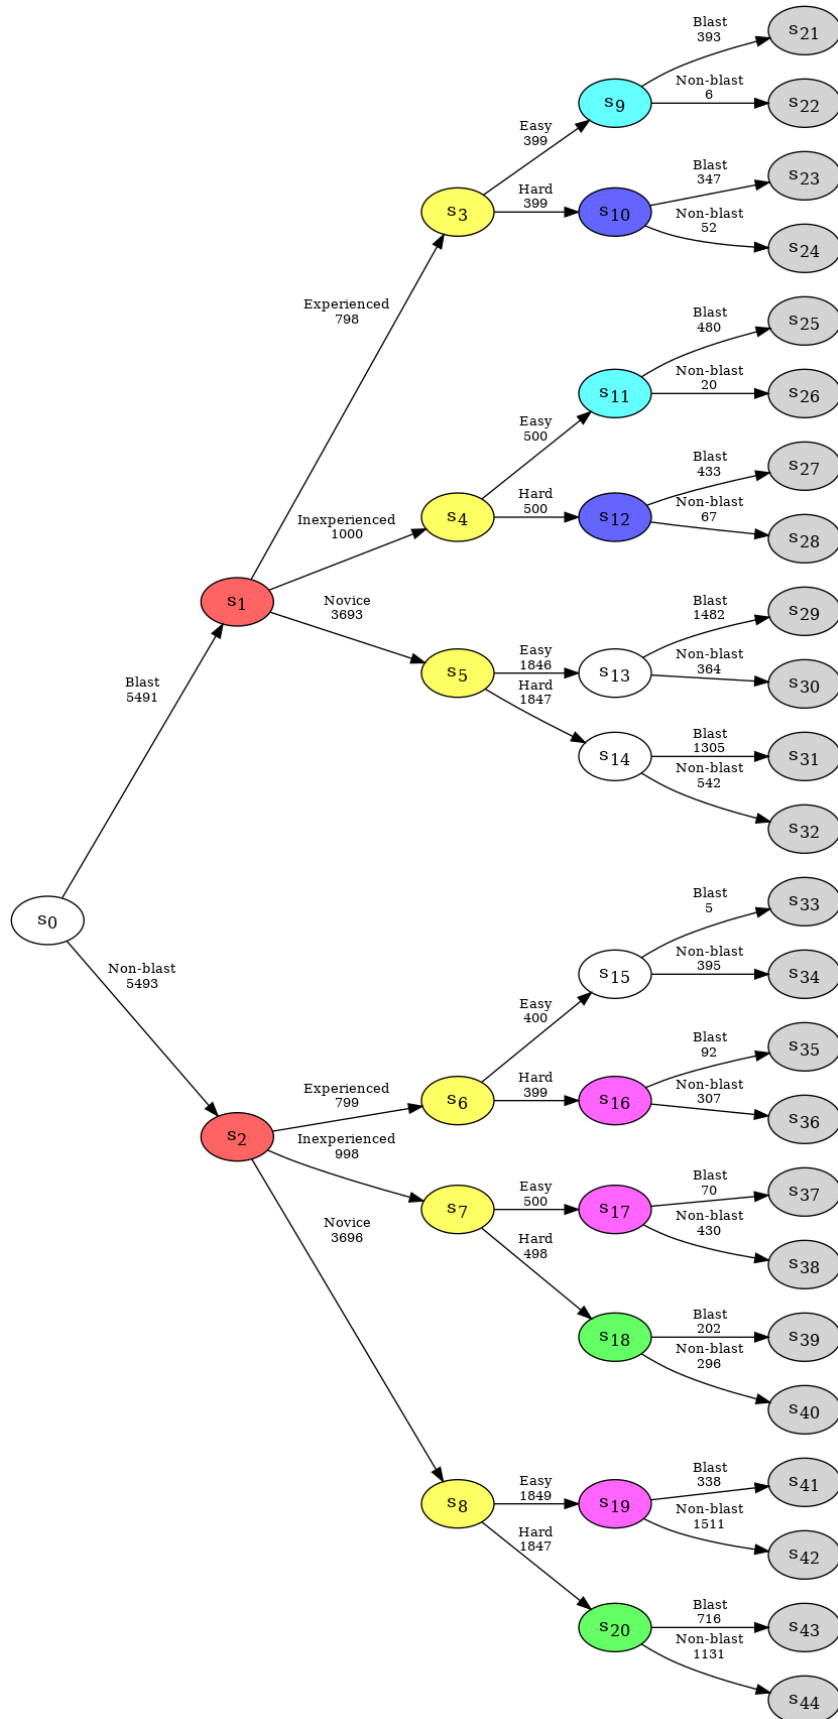 Blast
393
s21
s9
Non-blast
6
s22
Easy
399
Blast
347
s23
s3
Hard
399
s10
Non-blast
52
s24
Experienced
798
Blast
480
s25
s11
Non-blast
20
s26
Easy
500
Blast
433
s27
Inexperienced
1000
s4
Hard
500
s12
Non-blast
67
s28
s1
Novice
3693
Blast
1482
s29
s5
Easy
1846
s13
Non-blast
364
s30
Hard
1847
Blast
5491
s14
Blast
1305
s31
Non-blast
542
s32
s0
Blast
5
s33
Non-blast
5493
s15
Non-blast
395
s34
Easy
400
Blast
92
s35
Experienced
799
s6
Hard
399
s16
Non-blast
307
s36
s2
Inexperienced
998
Easy
500
Blast
70
s37
s7
s17
Non-blast
430
s38
Novice
3696
Hard
498
Blast
202
s39
s18
Non-blast
296
s40
Blast
338
s41
s8
Easy
1849
s19
Non-blast
1511
s42
Hard
1847
Blast
716
s43
s20
Non-blast
1131
s44